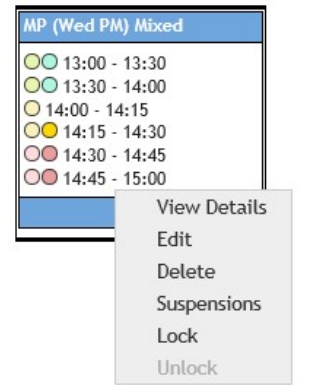 MP (Wed PM) Mixed
13:00 - 13:30
13:30 - 14:00
14:00 - 14:15
14:15 - 14:30
14:30 - 14:45
14:45 - 15:00
View Details
Edit
Delete
Suspensions
Lock
Unlock